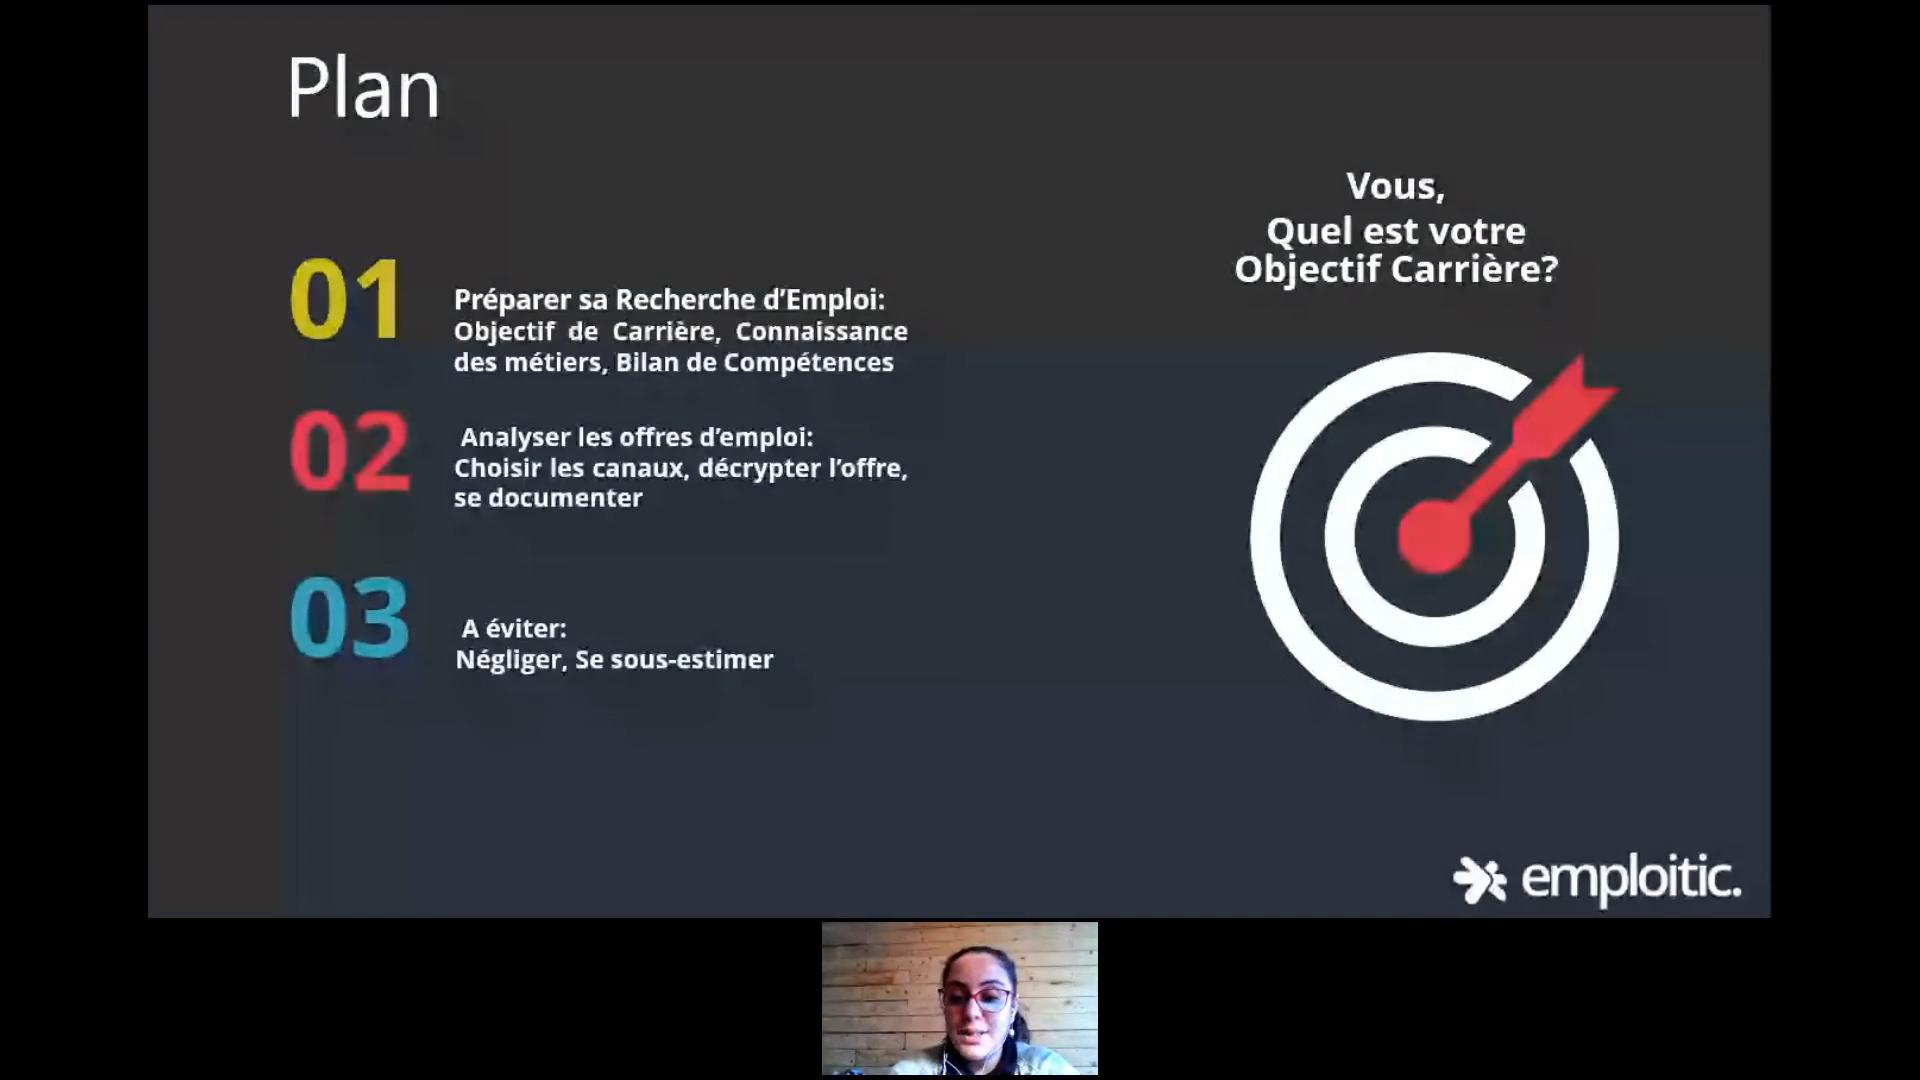 Plan
01
Préparer sa Recherche d’Emploi:
Objectif de Carrière, Connaissance
des métiers, Bilan de Compétences
02
Analyser les offres d’emploi:
Choisir les canaux, décrypter l’offre,
se documenter
03
A éviter:
Négliger, Se sous-estimer
Vous,
Quel est votre
Objectif Carrière?
emploitic.